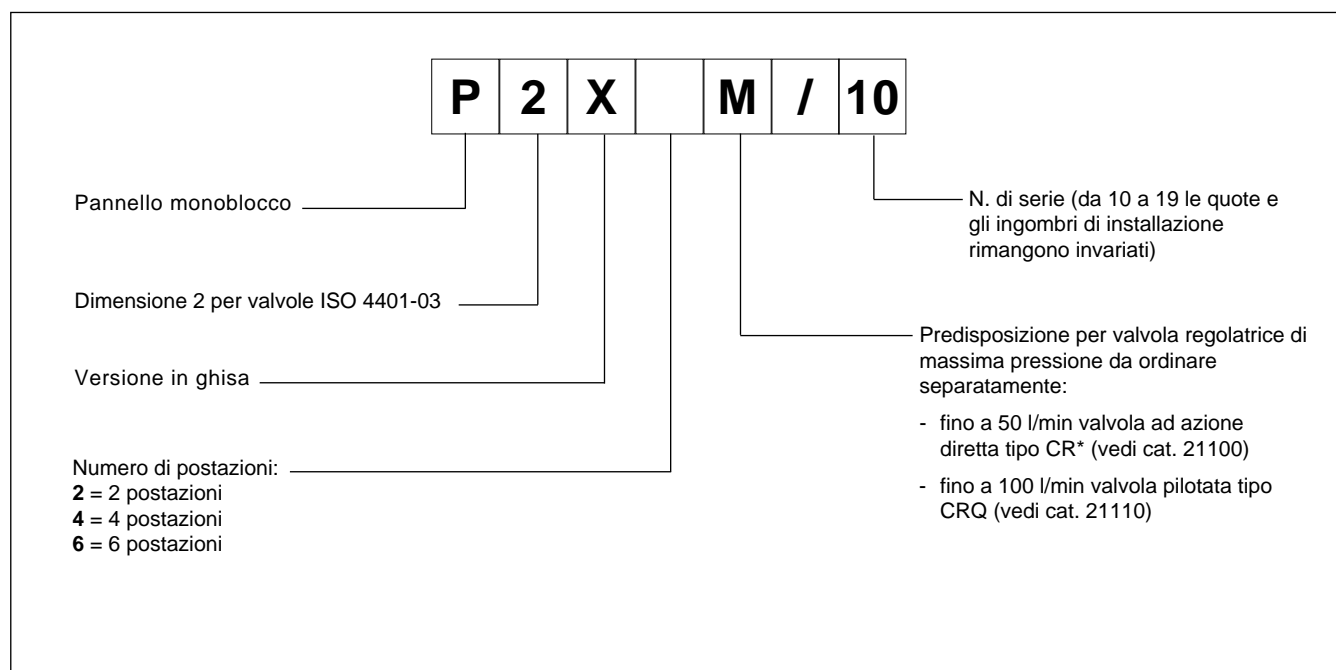 P 2 X M / 10
Pannello monoblocco
Dimensione 2 per valvole ISO 4401-03
Versione in ghisa
Numero di postazioni:
2 = 2 postazioni
4 = 4 postazioni
6 = 6 postazioni
N. di serie (da 10 a 19 le quote e
gli ingombri di installazione
rimangono invariati)
Predisposizione per valvola regolatrice di
massima pressione da ordinare
separatamente:
- fino a 50 l/min valvola ad azione
diretta tipo CR* (vedi cat. 21100)
- fino a 100 l/min valvola pilotata tipo
CRQ (vedi cat. 21110)